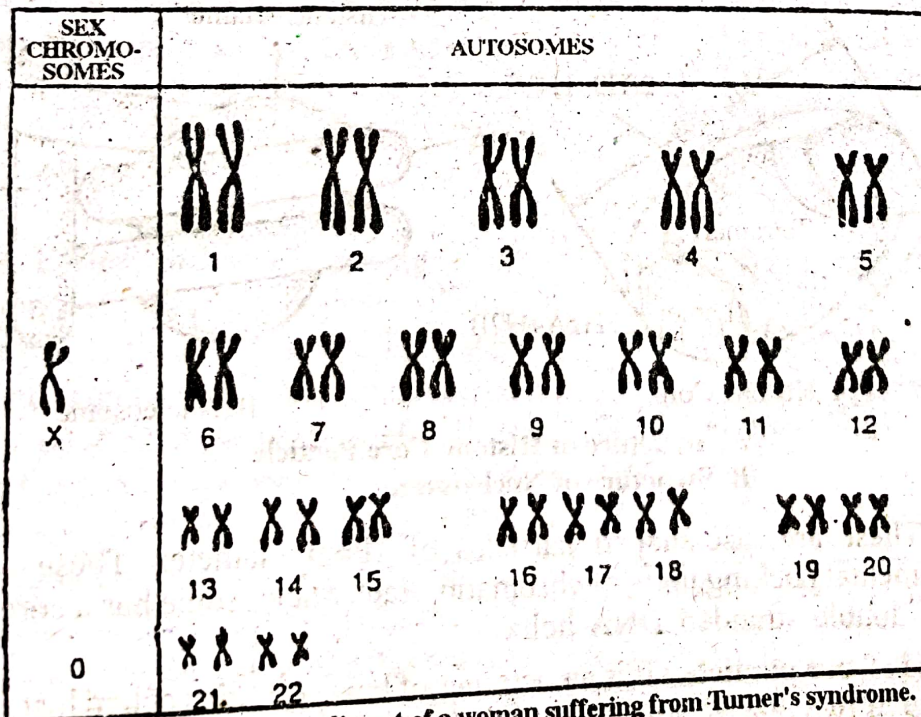 SEX
CHROMO-
SOMES
AUTOSOMES
1 2 3 4 5
X
6 7 8 9 10 11 12
13 14 15 16 17 18 19 20
0
21. 22
of a woman suffering from Turner's syndrome.